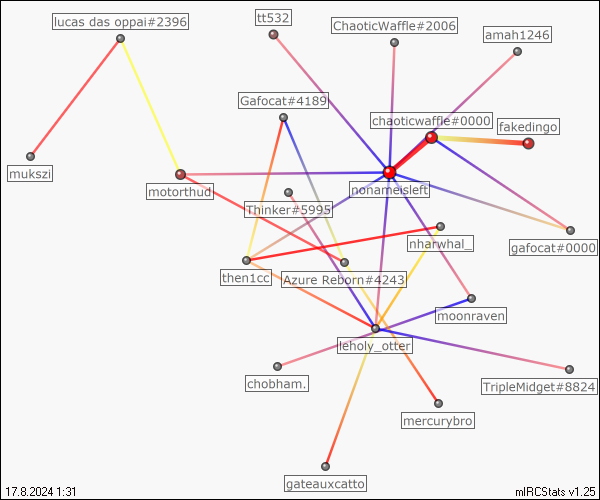 tt532
lucas das oppai#2396
ChaoticWaffle#2006
amah1246
Gafocat#4189
chaoticwaffle#0000
fakedingo
mukszi
motorthud
nonameisleft
Thinker#5995
nharwhal_
gafocat#0000
then1cc
Azure Reborn#4243
moonraven
leholy_otter
chobham.
TripleMidget#8824
mercurybro
gateauxcatto
17.8.2024 1:31
mIRCStats v1.25